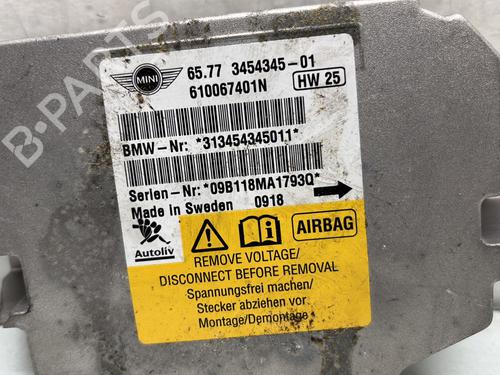 B-PARTS
MINI
65.77 3454345-01
610067401N
HW 25
BMW-Nr: *313454345011*
Serien-Nr: *09B118MA1793Q*
Made in Sweden 0918
Autoliv
AIRBAG
REMOVE VOLTAGE/
DISCONNECT BEFORE REMOVAL
Spannungsfrei machen/
Stecker abziehen vor
Montage/Demontage